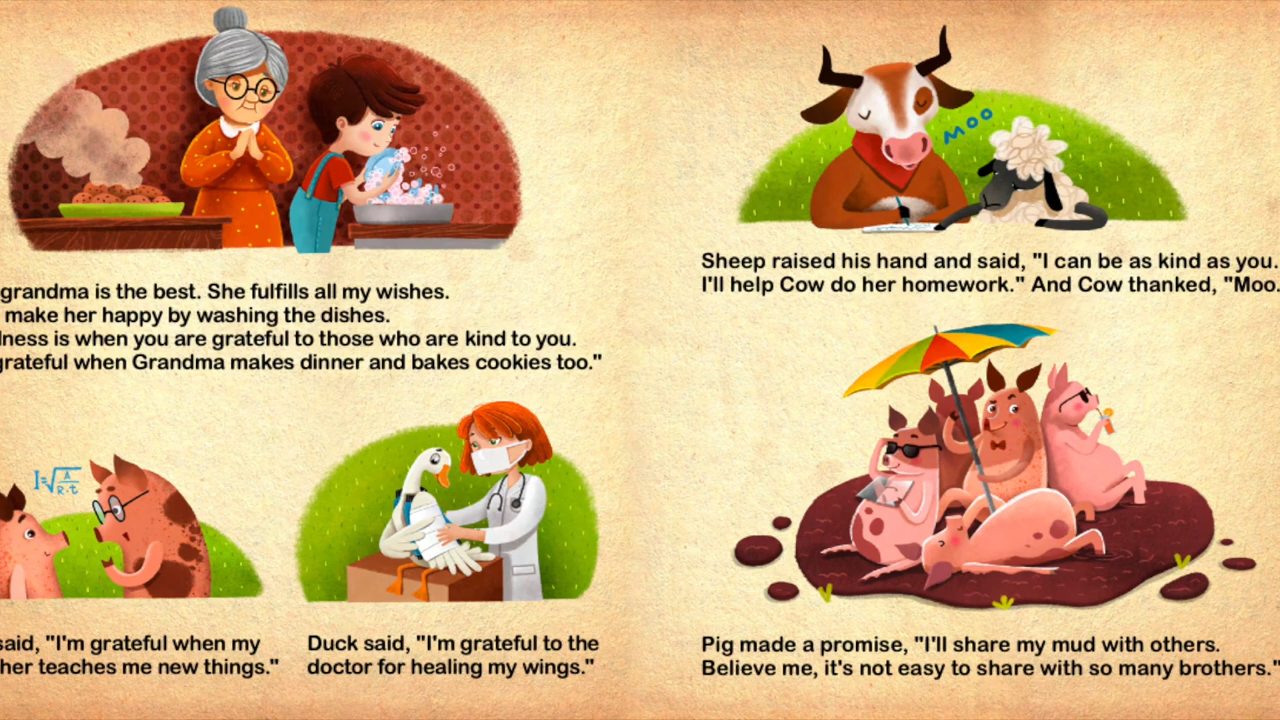 grandma is the best. She fulfills all my wishes.
make her happy by washing the dishes.
ness is when you are grateful to those who are kind to you.
grateful when Grandma makes dinner and bakes cookies too."
I=√A/R·t
said, "I'm grateful when my
her teaches me new things."
Duck said, "I'm grateful to the
doctor for healing my wings."
MOO
Sheep raised his hand and said, "I can be as kind as you.
I'll help Cow do her homework." And Cow thanked, "Moo.
Pig made a promise, "I'll share my mud with others.
Believe me, it's not easy to share with so many brothers."